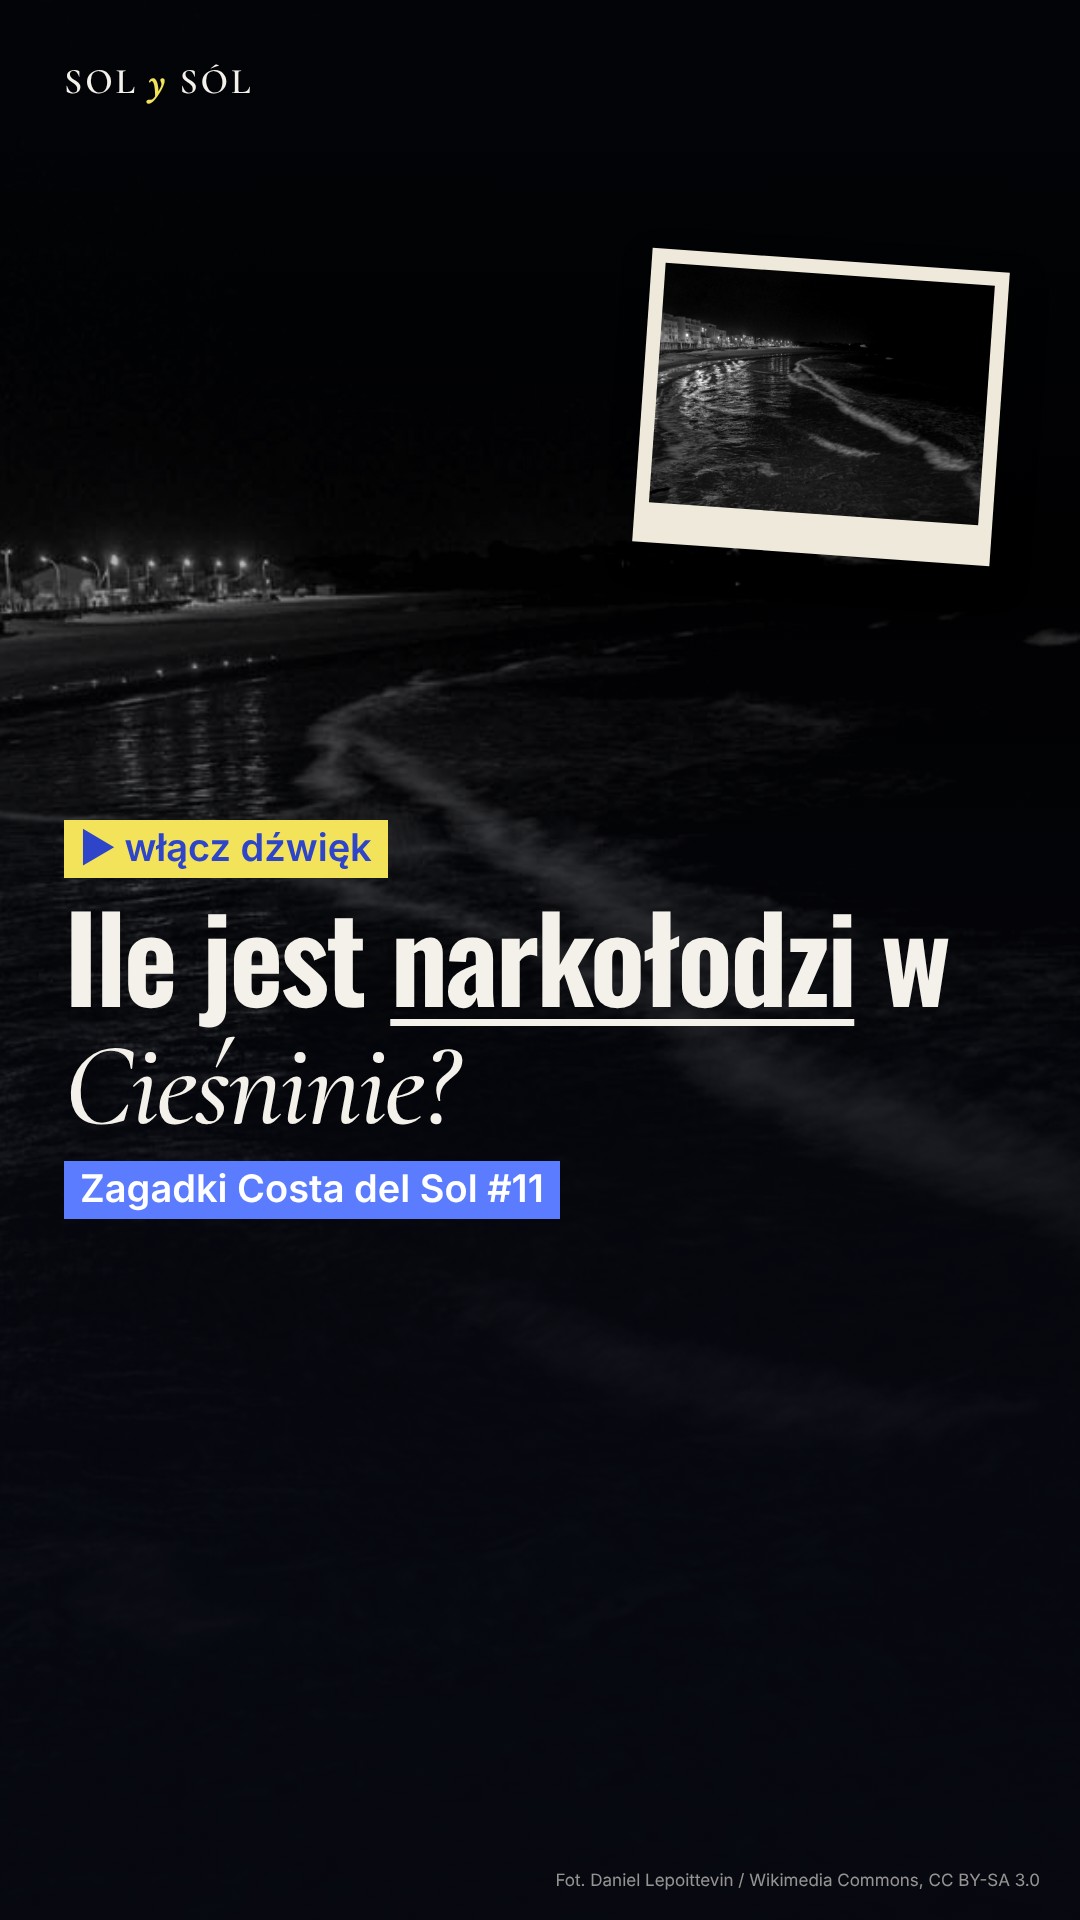 SOL y SÓL
▶ włącz dźwięk
Ile jest narkołodzi w
Cieśninie?
Zagadki Costa del Sol #11
Fot. Daniel Lepoittevin / Wikimedia Commons, CC BY-SA 3.0